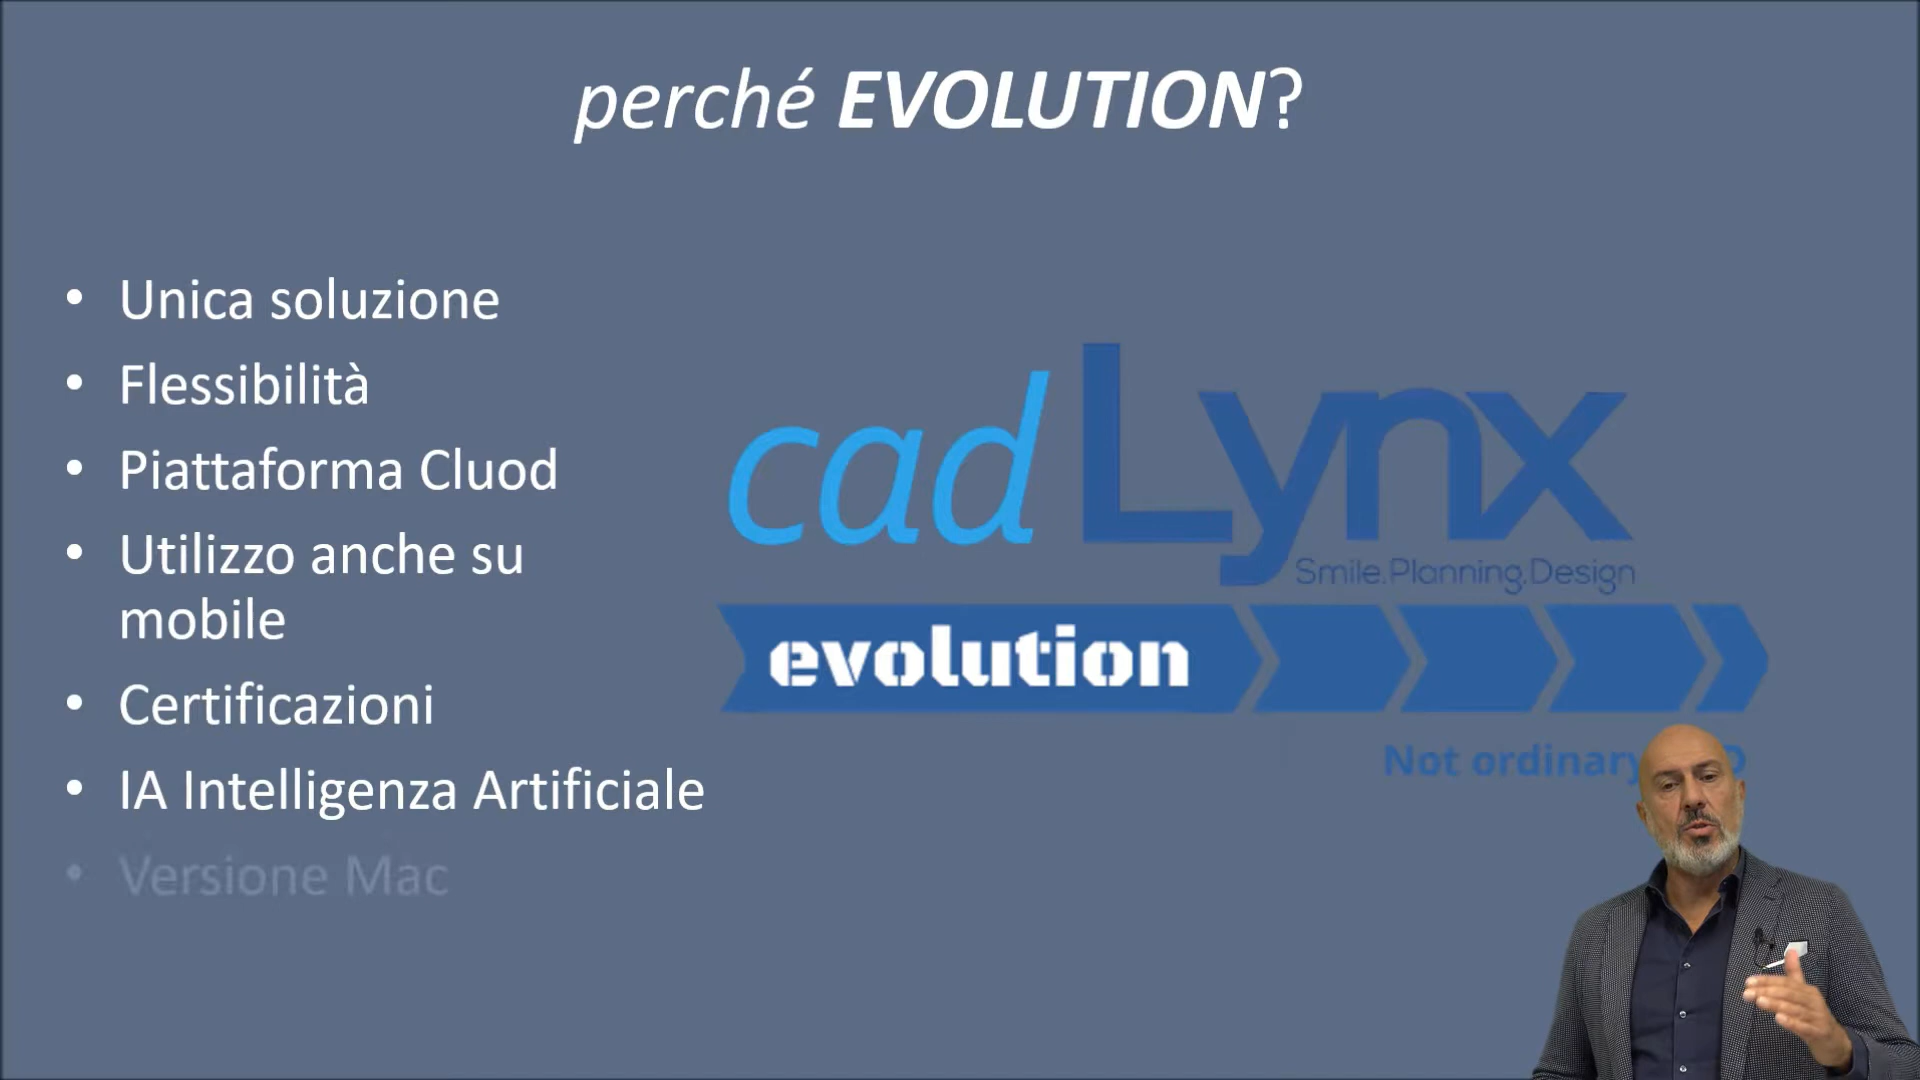 perché EVOLUTION?
• Unica soluzione
• Flessibilità
• Piattaforma Cluod
• Utilizzo anche su
mobile
• Certificazioni
• IA Intelligenza Artificiale
• Versione Mac
cad Lynx
Smile.Planning.Design
evolution
Not ordinary